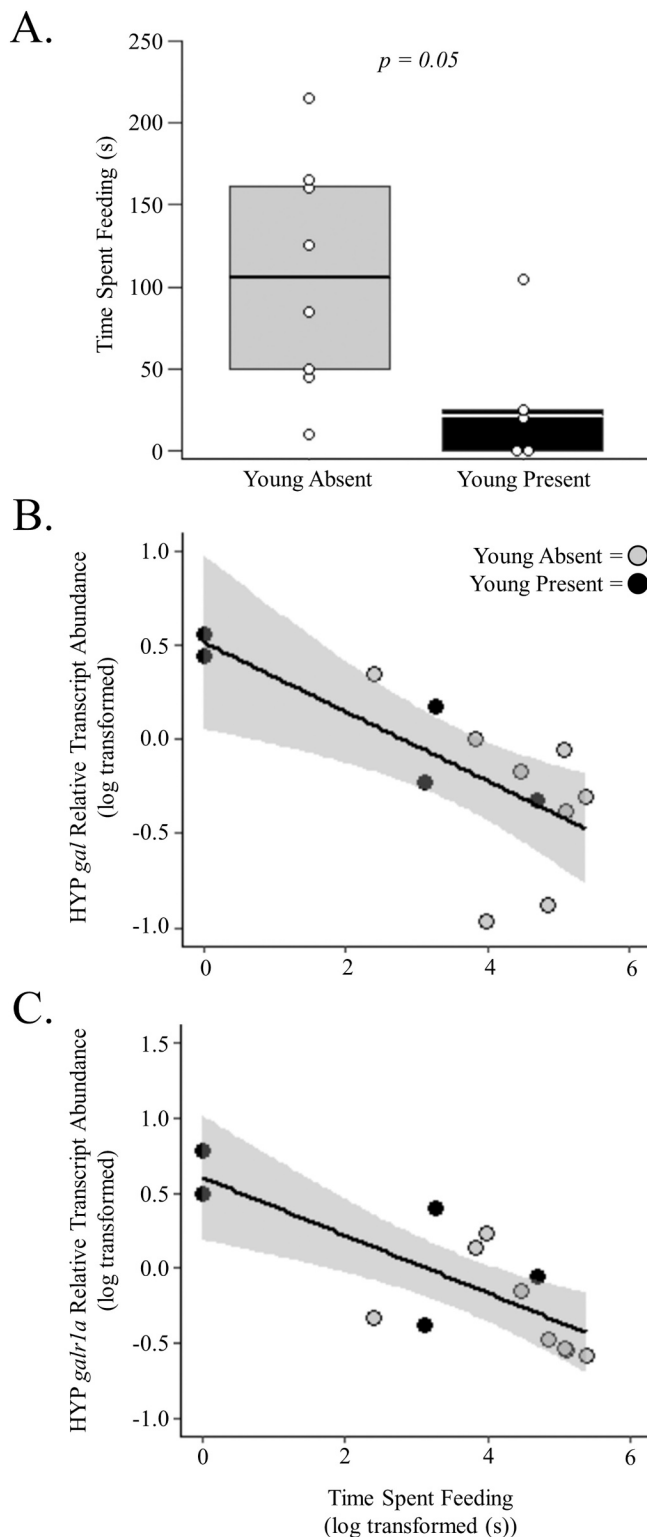 A.
250
p = 0.05
200
150
100
50
0
Time Spent Feeding (s)
Young Absent
Young Present
B.
Young Absent =
Young Present =
1.0
0.5
0.0
-0.5
-1.0
HYP gal Relative Transcript Abundance
(log transformed)
0 2 4 6
C.
1.5
1.0
0.5
0.0
-0.5
-1.0
HYP galr1a Relative Transcript Abundance
(log transformed)
0 2 4 6
Time Spent Feeding
(log transformed (s))